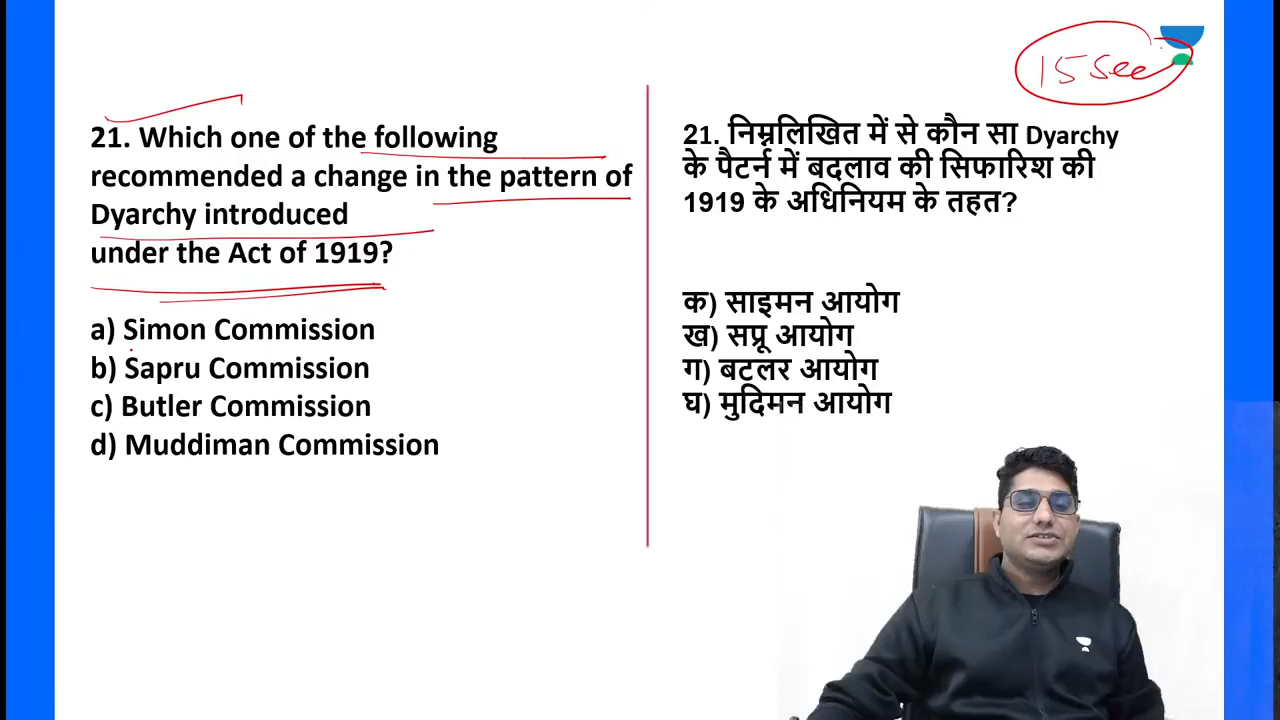 15 See
21. Which one of the following
recommended a change in the pattern of
Dyarchy introduced
under the Act of 1919?
a) Simon Commission
b) Sapru Commission
c) Butler Commission
d) Muddiman Commission
21. निम्नलिखित में से कौन सा Dyarchy
के पैटर्न में बदलाव की सिफारिश की
1919 के अधिनियम के तहत?
क) साइमन आयोग
ख) सप्रू आयोग
ग) बटलर आयोग
घ) मुदिमन आयोग